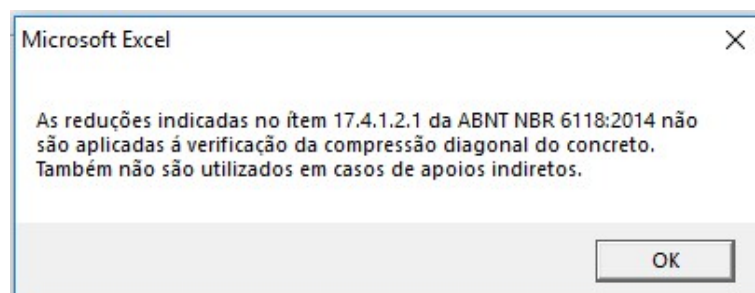 Microsoft Excel
As reduções indicadas no ítem 17.4.1.2.1 da ABNT NBR 6118:2014 não
são aplicadas á verificação da compressão diagonal do concreto.
Também não são utilizados em casos de apoios indiretos.
OK